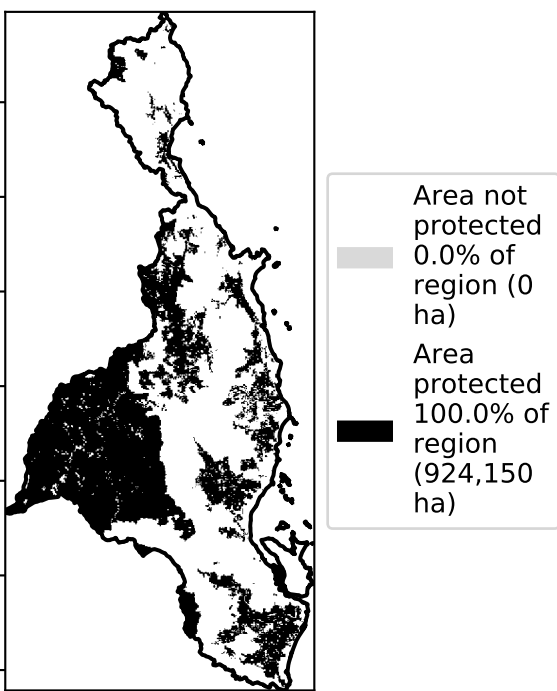 Area not
protected
0.0% of
region (0
ha)
Area
protected
100.0% of
region
(924,150
ha)